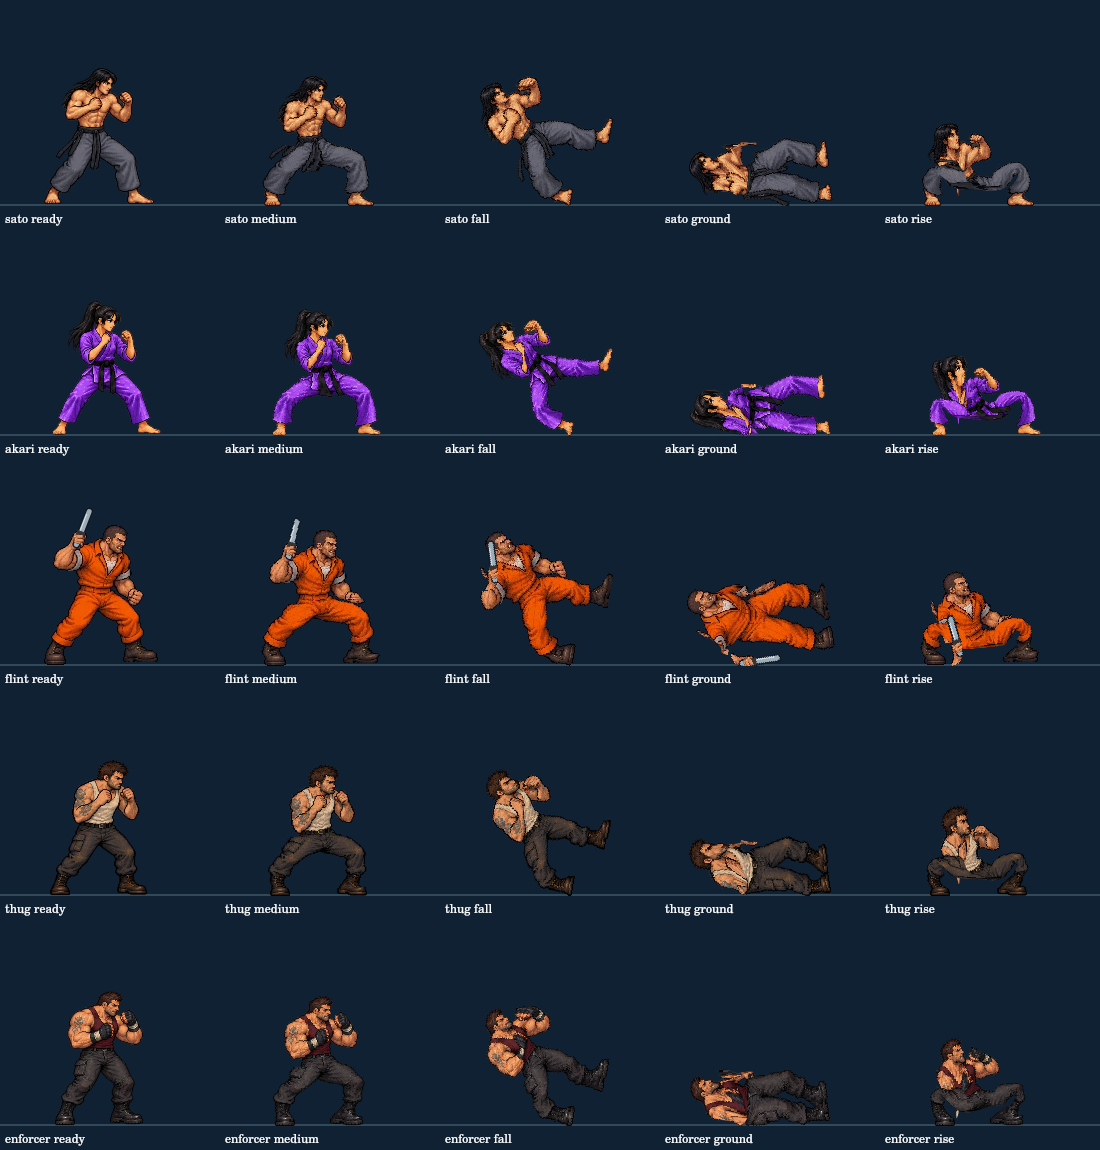 sato ready
sato medium
sato fall
sato ground
sato rise
akari ready
akari medium
akari fall
akari ground
akari rise
flint ready
flint medium
flint fall
flint ground
flint rise
thug ready
thug medium
thug fall
thug ground
thug rise
enforcer ready
enforcer medium
enforcer fall
enforcer ground
enforcer rise